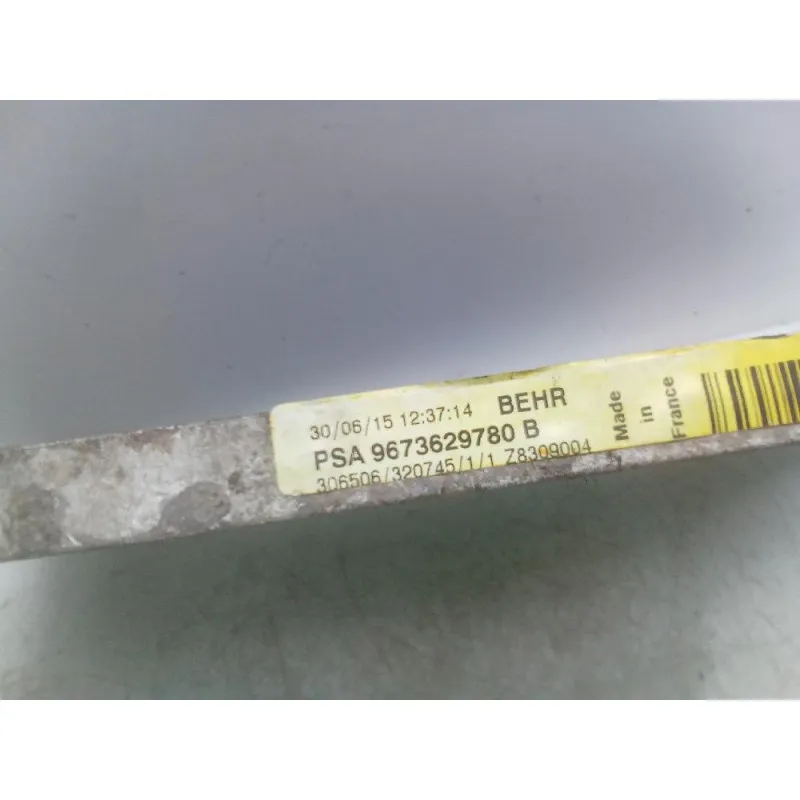 30/06/15 12:37:14 BEHR
PSA 9673629780 B
306506/320745/1/1 Z8309004
Made
in
France